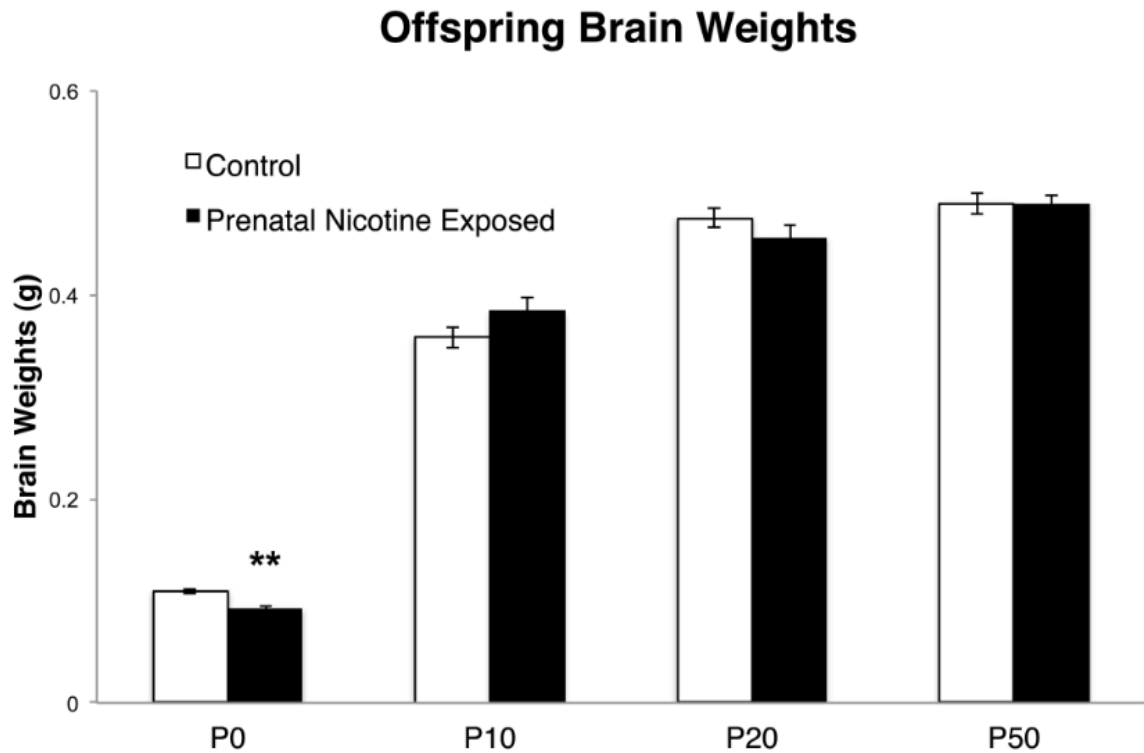 Offspring Brain Weights
Brain Weights (g)
0.6
0.4
0.2
0
Control
Prenatal Nicotine Exposed
**
P0 P10 P20 P50